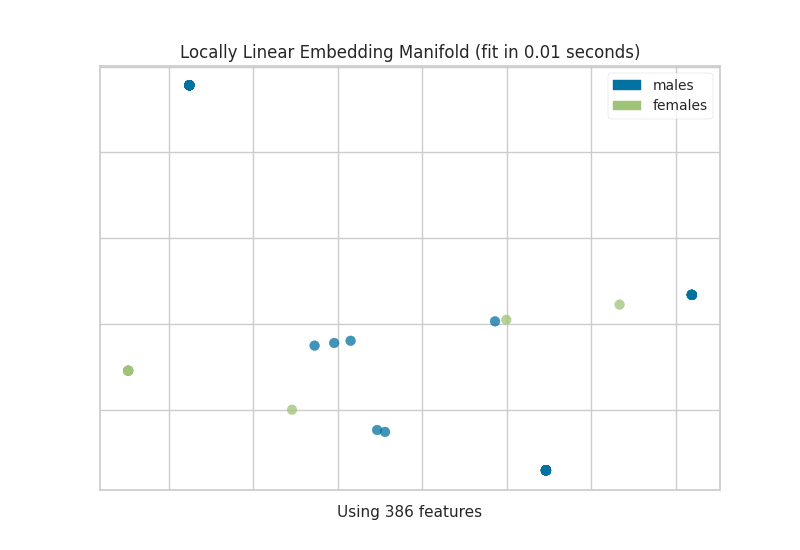 Locally Linear Embedding Manifold (fit in 0.01 seconds)
males
females
Using 386 features